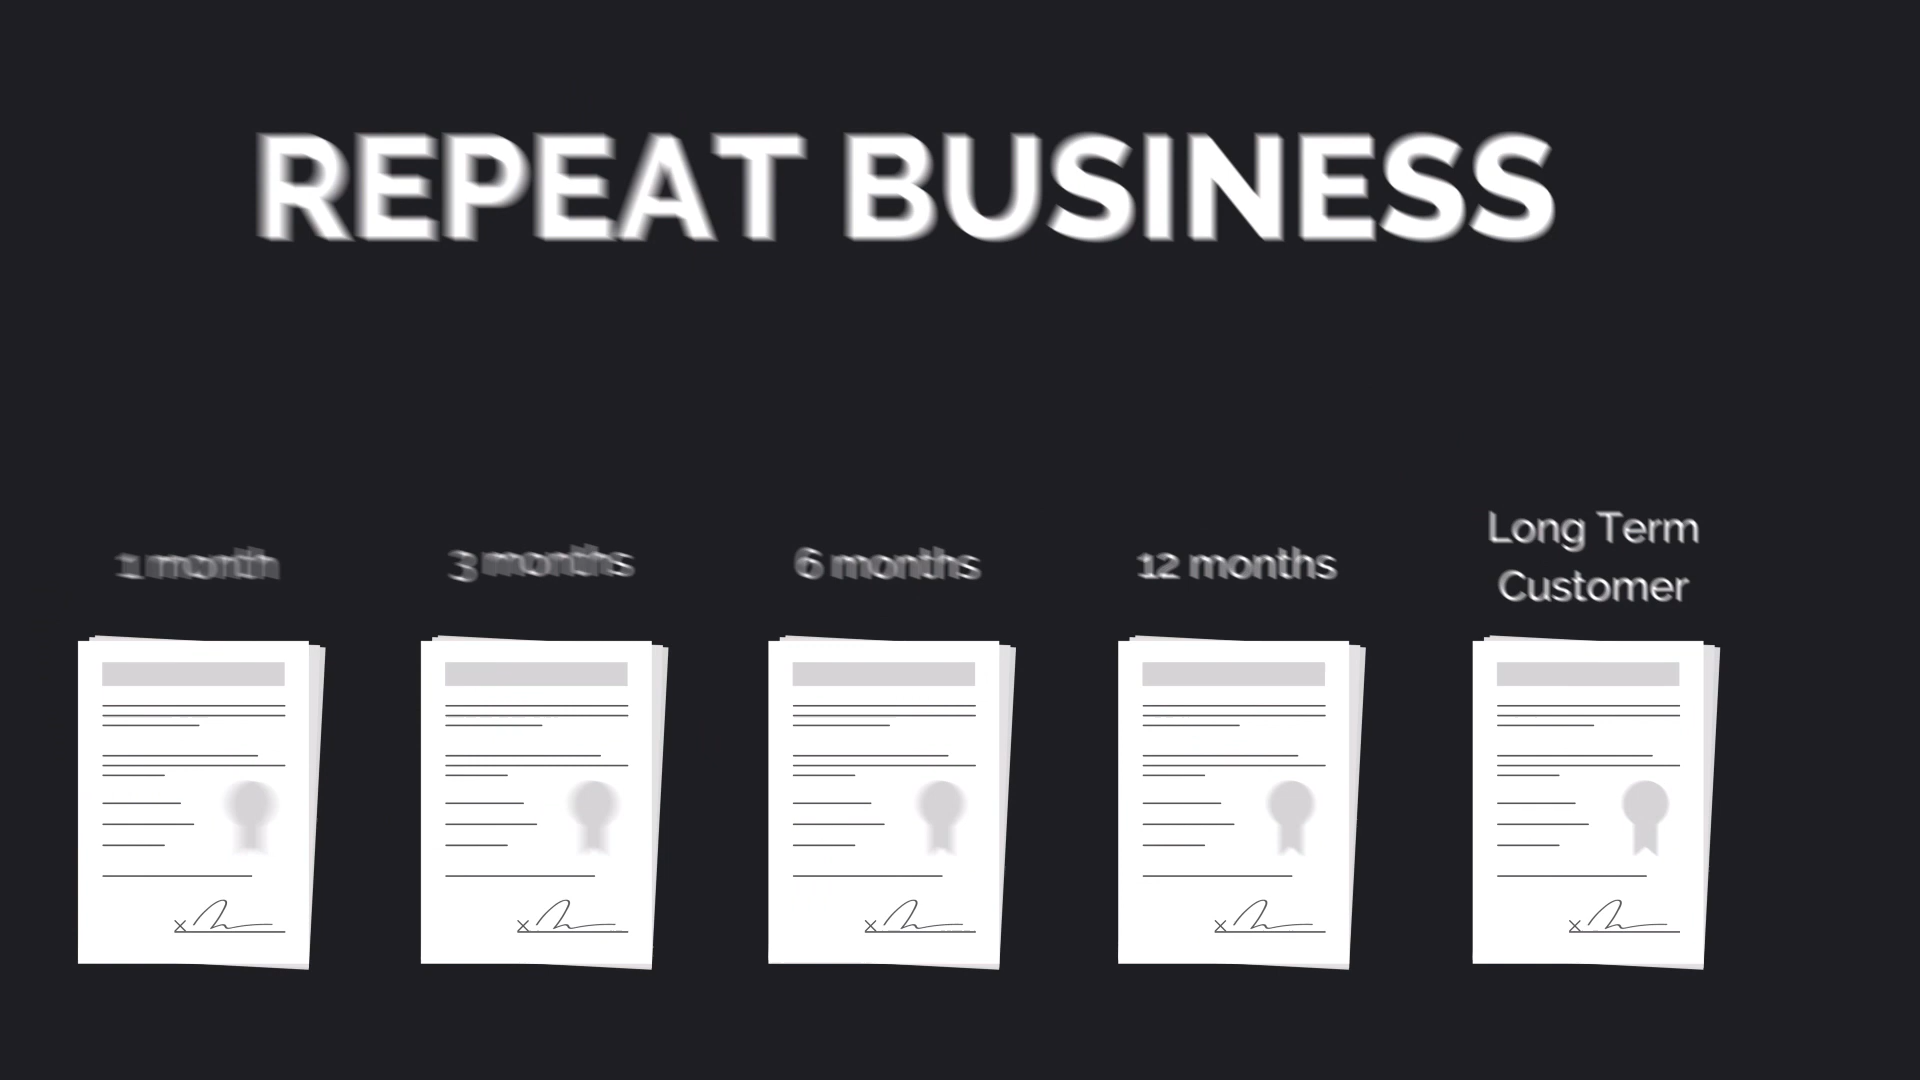 REPEAT BUSINESS
1 month
3 months
6 months
12 months
Long Term
Customer